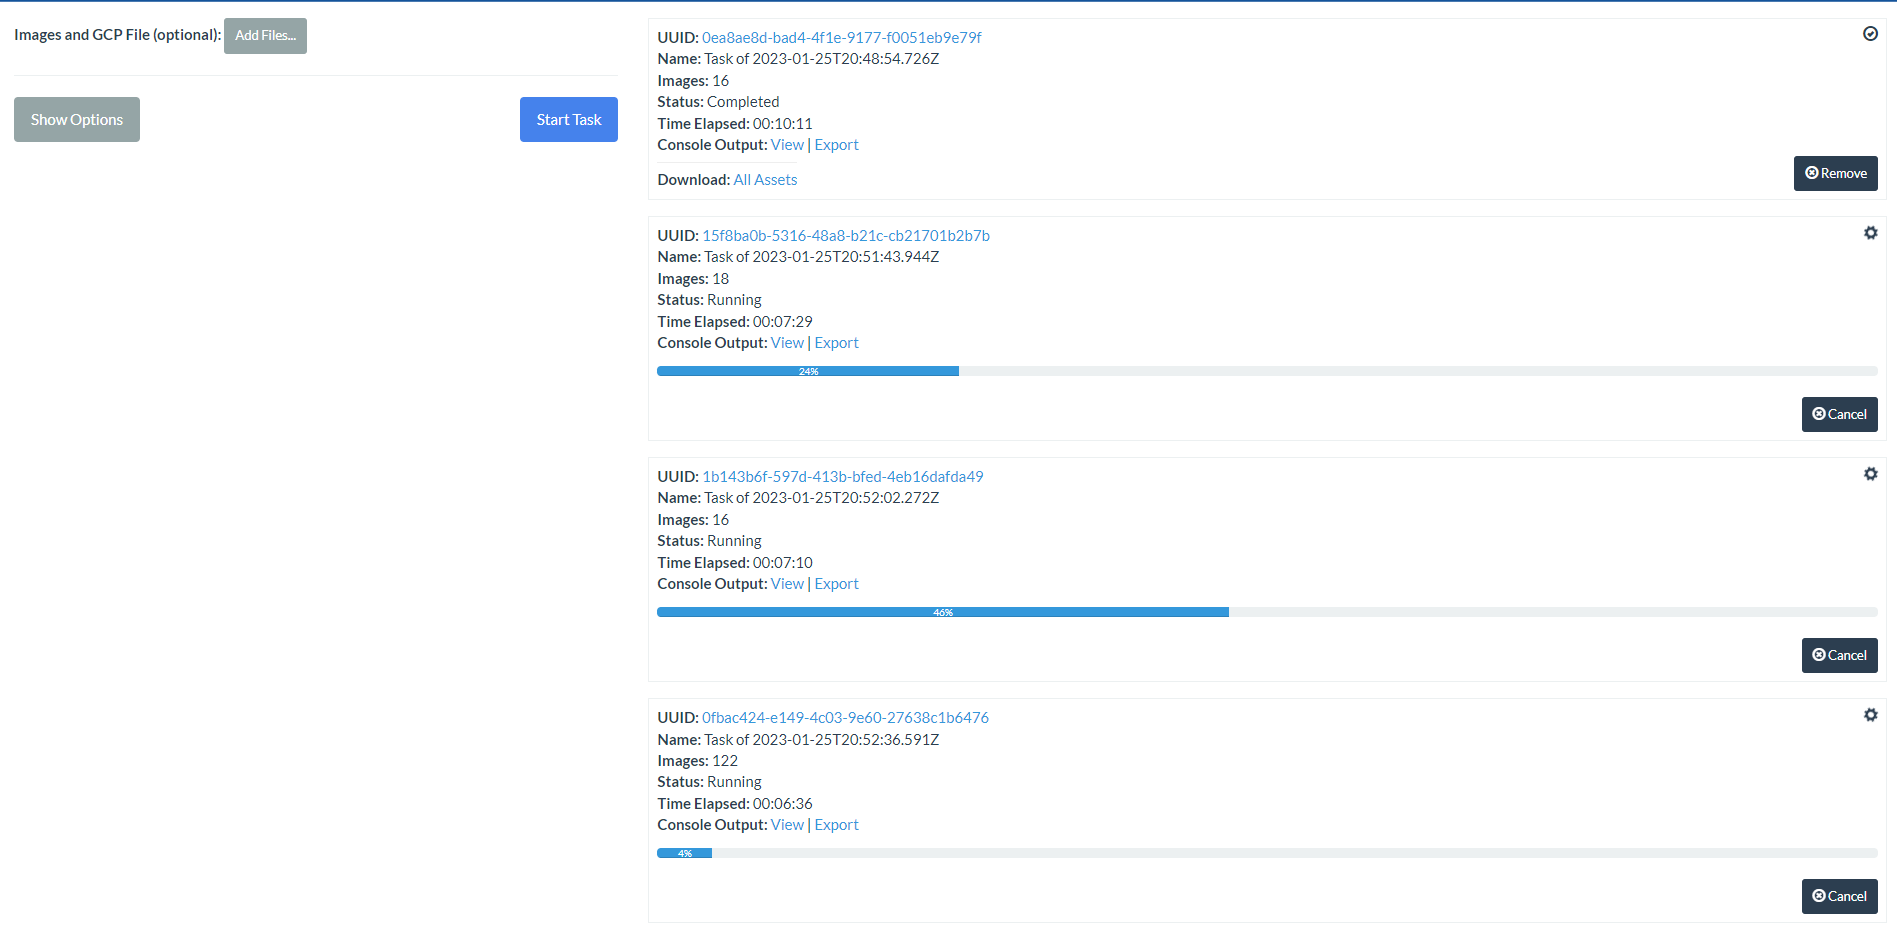 Images and GCP File (optional): Add Files...
Show Options
Start Task
UUID: 0ea8ae8d-bad4-4f1e-9177-f0051eb9e79f
Name: Task of 2023-01-25T20:48:54.726Z
Images: 16
Status: Completed
Time Elapsed: 00:10:11
Console Output: View | Export
Download: All Assets
Remove
UUID: 15f8ba0b-5316-48a8-b21c-cb21701b2b7b
Name: Task of 2023-01-25T20:51:43.944Z
Images: 18
Status: Running
Time Elapsed: 00:07:29
Console Output: View | Export
24%
Cancel
UUID: 1b143b6f-597d-413b-bfed-4eb16dafda49
Name: Task of 2023-01-25T20:52:02.272Z
Images: 16
Status: Running
Time Elapsed: 00:07:10
Console Output: View | Export
46%
Cancel
UUID: 0fbac424-e149-4c03-9e60-27638c1b6476
Name: Task of 2023-01-25T20:52:36.591Z
Images: 122
Status: Running
Time Elapsed: 00:06:36
Console Output: View | Export
4%
Cancel